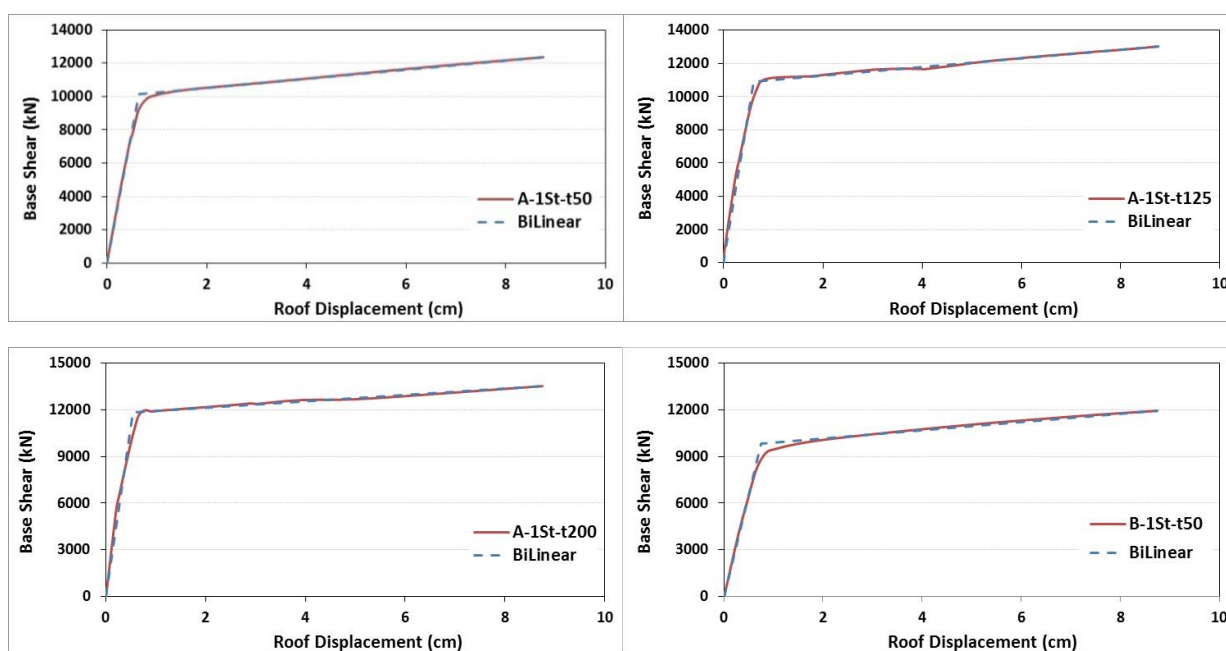 14000
12000
10000
8000
6000
4000
2000
0
Base Shear (kN)
A-1St-t50
BiLinear
0 2 4 6 8 10
Roof Displacement (cm)
14000
12000
10000
8000
6000
4000
2000
0
Base Shear (kN)
A-1St-t125
BiLinear
0 2 4 6 8 10
Roof Displacement (cm)
15000
12000
9000
6000
3000
0
Base Shear (kN)
A-1St-t200
BiLinear
0 2 4 6 8 10
Roof Displacement (cm)
15000
12000
9000
6000
3000
0
Base Shear (kN)
B-1St-t50
BiLinear
0 2 4 6 8 10
Roof Displacement (cm)